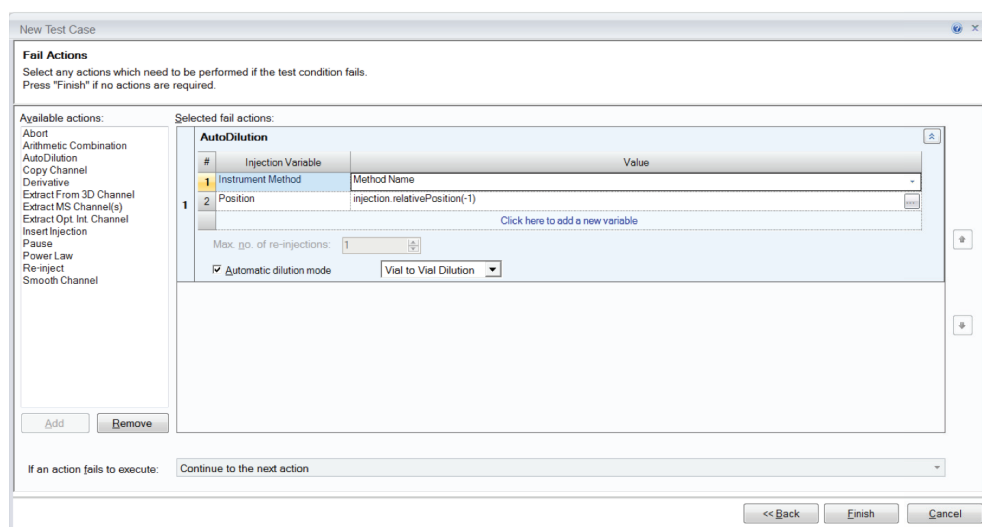 New Test Case
Fail Actions
Select any actions which need to be performed if the test condition fails.
Press "Finish" if no actions are required.
Available actions:
Selected fail actions:
Abort
Arithmetic Combination
AutoDilution
Copy Channel
Derivative
Extract From 3D Channel
Extract MS Channel(s)
Extract Opt. Int. Channel
Insert Injection
Pause
Power Law
Re-inject
Smooth Channel
1
AutoDilution
# Injection Variable Value
1 Instrument Method Method Name
2 Position injection.relativePosition(-1) ...
Click here to add a new variable
Max. no. of re-injections: 1
Automatic dilution mode Vial to Vial Dilution
Add Remove
If an action fails to execute: Continue to the next action
<< Back Finish Cancel